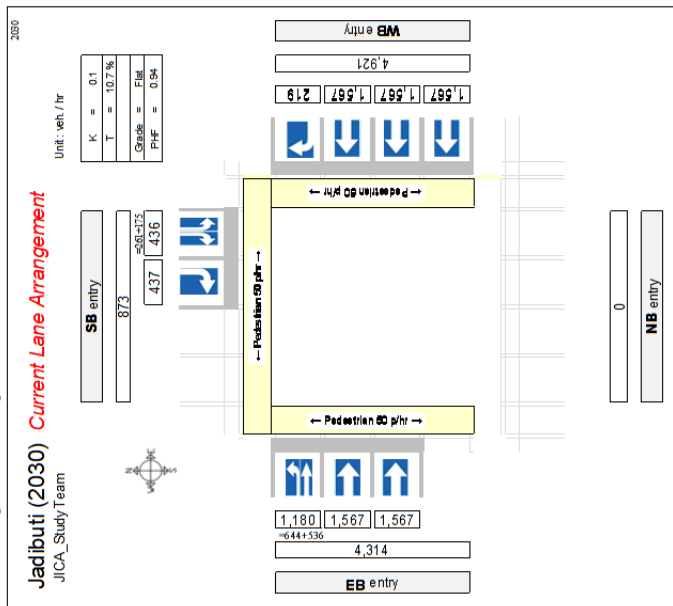 2030
Jadibuti (2030) Current Lane Arrangement
JICA_Study Team
Unit: veh. / hr
K = 0.1
T = 10.7 %
Grade = Flat
PHF = 0.94
SB entry
873
=261+175
437
436
WB entry
4,921
219
1,567
1,567
1,567
← Pedestrian 50 p/hr →
← Pedestrian 50 p/hr →
← Pedestrian 50 p/hr →
N
E
S
W
1,180
1,567
1,567
=644+536
4,314
EB entry
0
NB entry